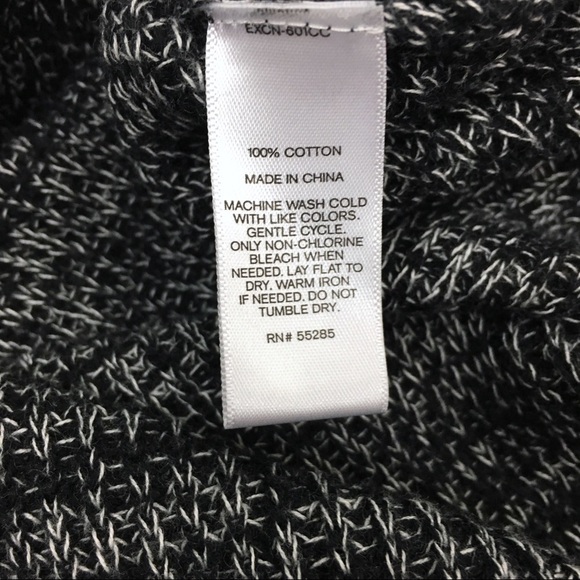 EXCN-601CC
100% COTTON
MADE IN CHINA
MACHINE WASH COLD
WITH LIKE COLORS.
GENTLE CYCLE.
ONLY NON-CHLORINE
BLEACH WHEN
NEEDED. LAY FLAT TO
DRY. WARM IRON
IF NEEDED. DO NOT
TUMBLE DRY.
RN# 55285